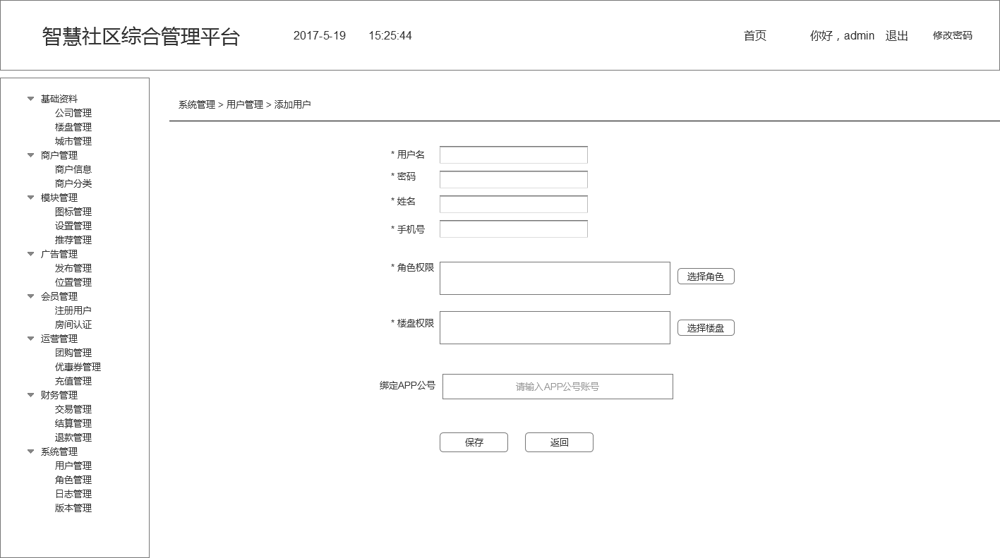 智慧社区综合管理平台 2017-5-19 15:25:44 首页 你好，admin 退出 修改密码
基础资料
公司管理
楼盘管理
城市管理
商户管理
商户信息
商户分类
模块管理
图标管理
设置管理
推荐管理
广告管理
发布管理
位置管理
会员管理
注册用户
房间认证
运营管理
团购管理
优惠券管理
充值管理
财务管理
交易管理
结算管理
退款管理
系统管理
用户管理
角色管理
日志管理
版本管理
系统管理 > 用户管理 > 添加用户
* 用户名
* 密码
* 姓名
* 手机号
* 角色权限 选择角色
* 楼盘权限 选择楼盘
绑定APP公号 请输入APP公号账号
保存 返回